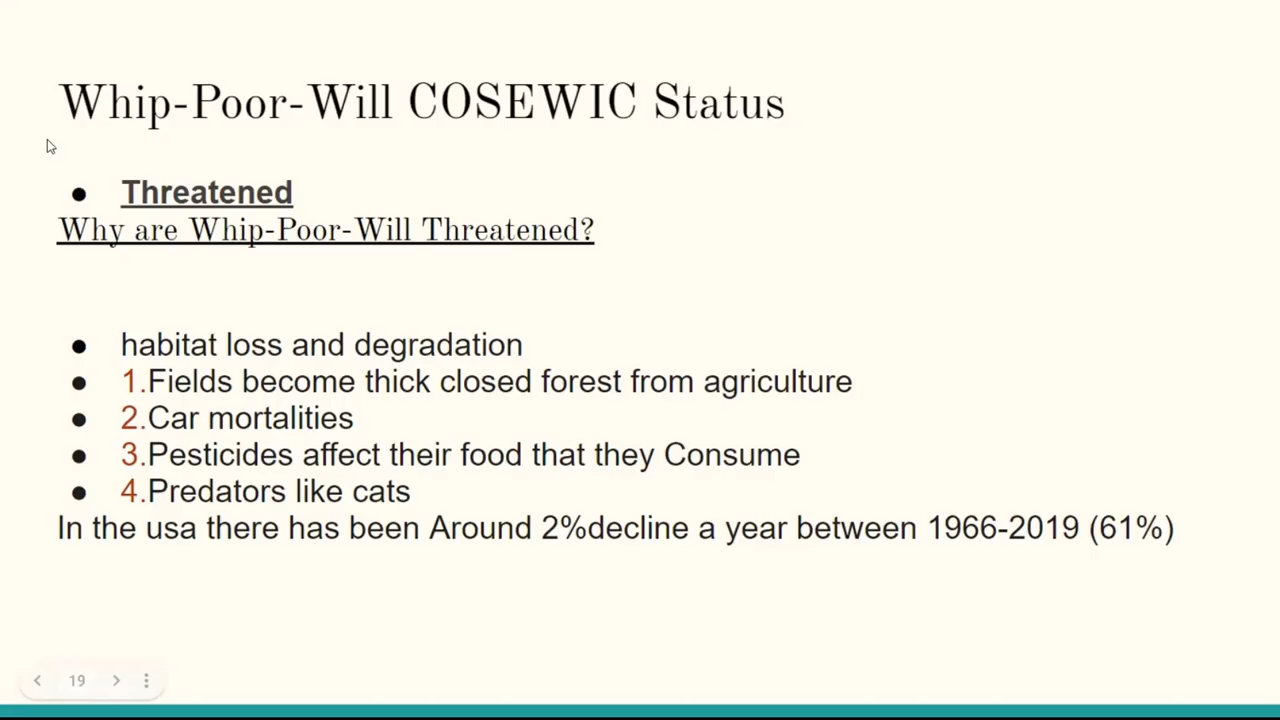 Whip-Poor-Will COSEWIC Status
● Threatened
Why are Whip-Poor-Will Threatened?
● habitat loss and degradation
● 1.Fields become thick closed forest from agriculture
● 2.Car mortalities
● 3.Pesticides affect their food that they Consume
● 4.Predators like cats
In the usa there has been Around 2%decline a year between 1966-2019 (61%)
19